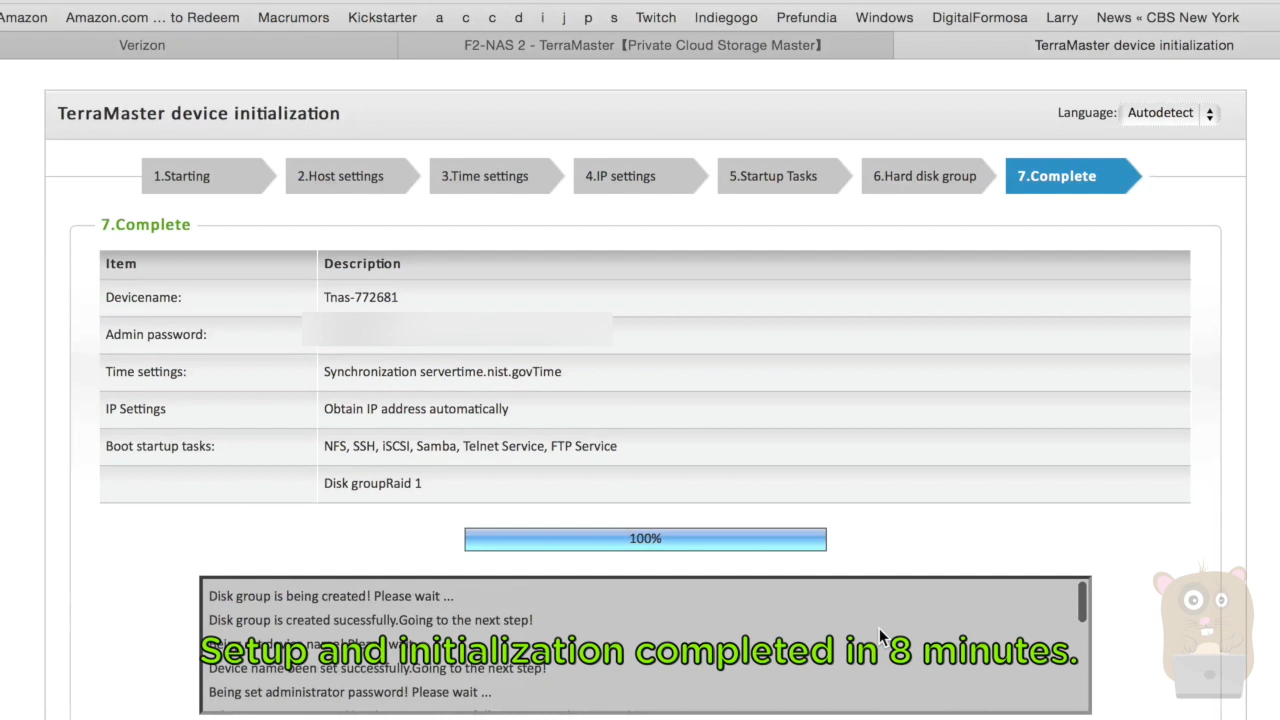 Amazon Amazon.com ... to Redeem Macrumors Kickstarter a c c d i j p s Twitch Indiegogo Prefundia Windows DigitalFormosa Larry News « CBS New York
Verizon F2-NAS 2 - TerraMaster【Private Cloud Storage Master】 TerraMaster device initialization
TerraMaster device initialization Language: Autodetect
1.Starting 2.Host settings 3.Time settings 4.IP settings 5.Startup Tasks 6.Hard disk group 7.Complete
7.Complete
Item Description
Devicename: Tnas-772681
Admin password:
Time settings: Synchronization servertime.nist.govTime
IP Settings Obtain IP address automatically
Boot startup tasks: NFS, SSH, iSCSI, Samba, Telnet Service, FTP Service
Disk groupRaid 1
100%
Disk group is being created! Please wait ...
Disk group is created sucessfully.Going to the next step!
Setup and initialization completed in 8 minutes.
Device name been set successfully.Going to the next step!
Being set administrator password! Please wait ...